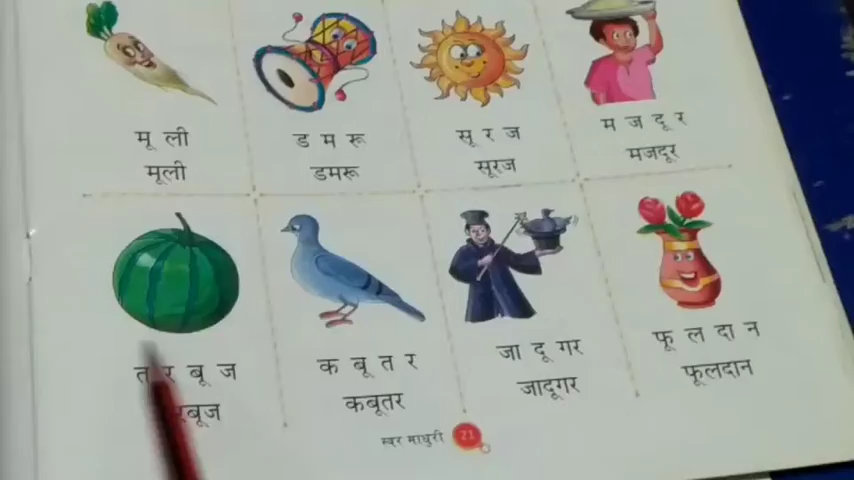 मू ली
ड म रू
सू र ज
म ज दू र
मूली
डमरू
सूरज
मजदूर
त र बू ज
क बू त र
जा दू गर
फू ल दा न
कबूतर
जादूगर
फूलदान
स्वर माधुरी 21